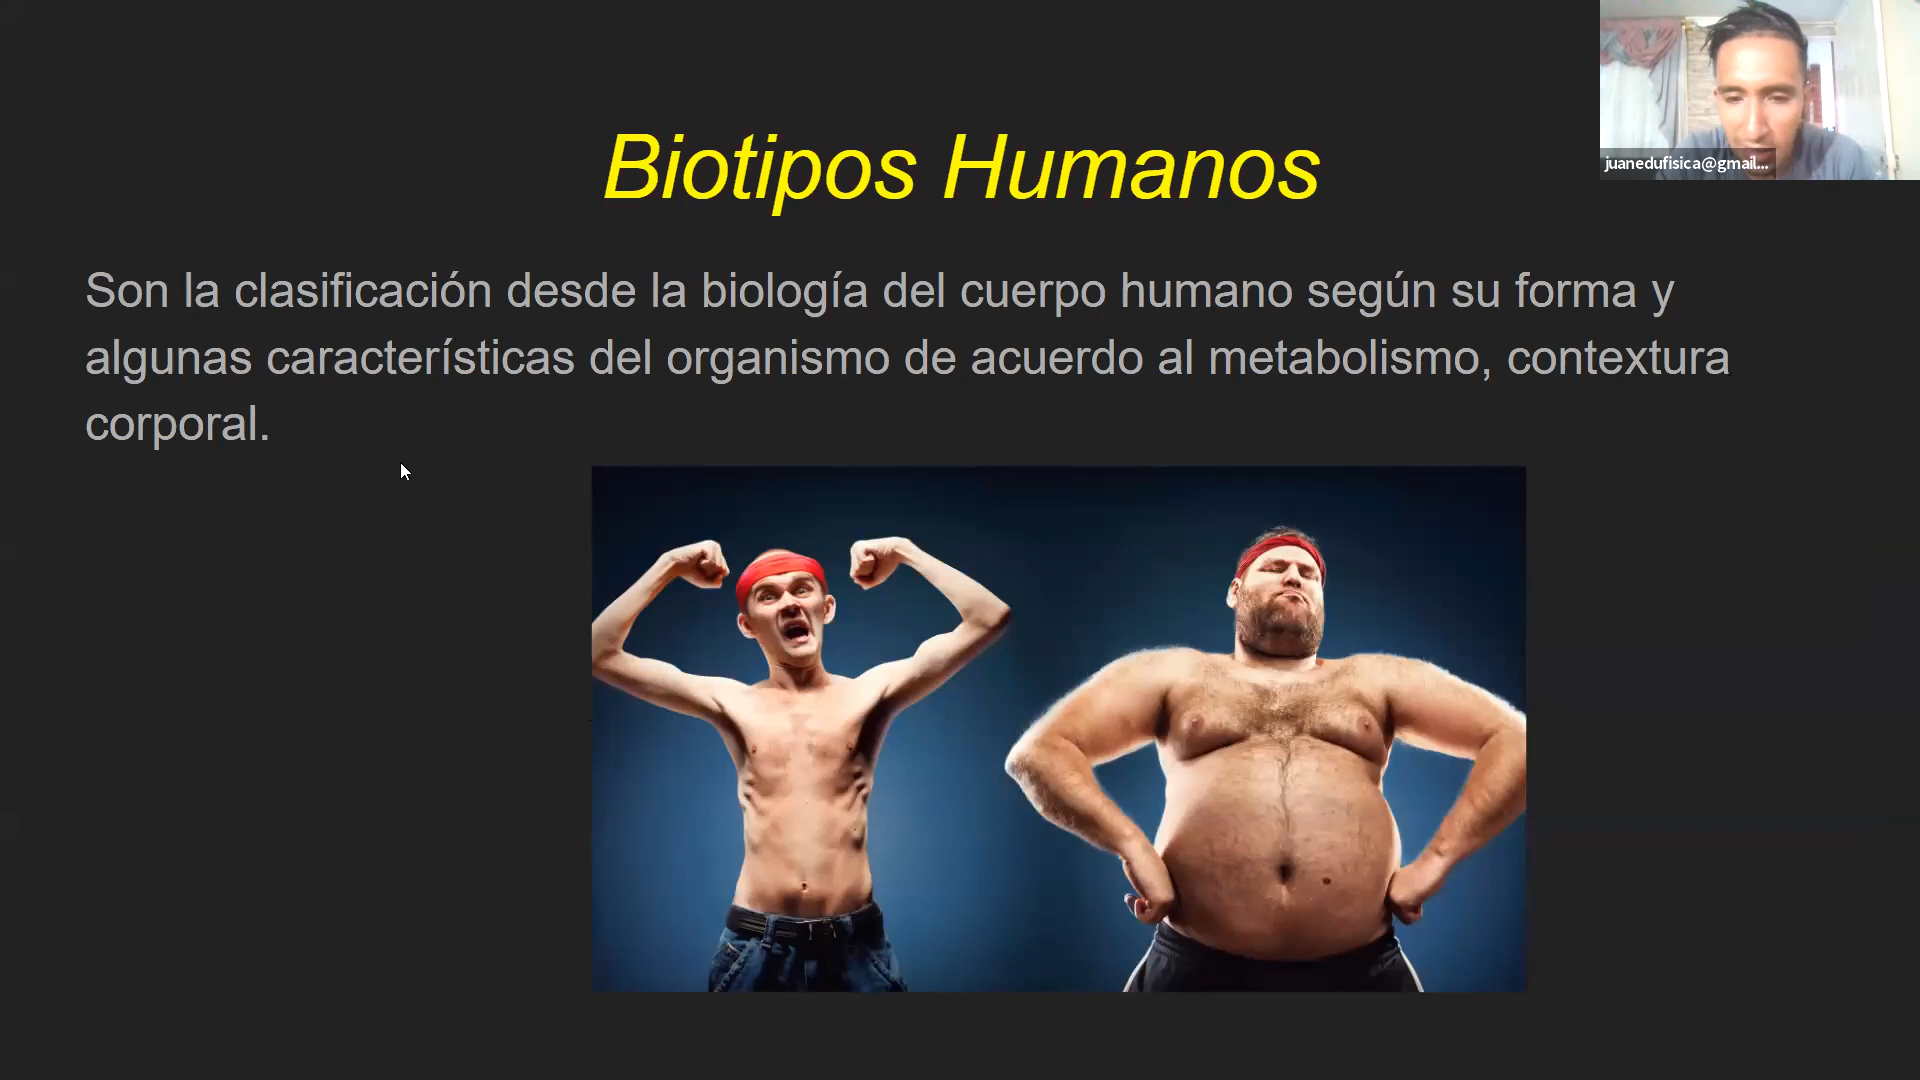 Biotipos Humanos
juanedufisica@gmail...
Son la clasificación desde la biología del cuerpo humano según su forma y
algunas características del organismo de acuerdo al metabolismo, contextura
corporal.